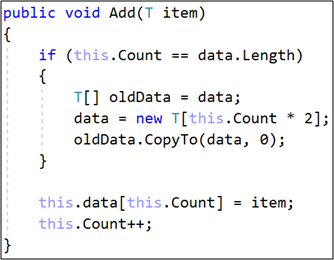 public void Add(T item)
{
    if (this.Count == data.Length)
    {
        T[] oldData = data;
        data = new T[this.Count * 2];
        oldData.CopyTo(data, 0);
    }
    this.data[this.Count] = item;
    this.Count++;
}